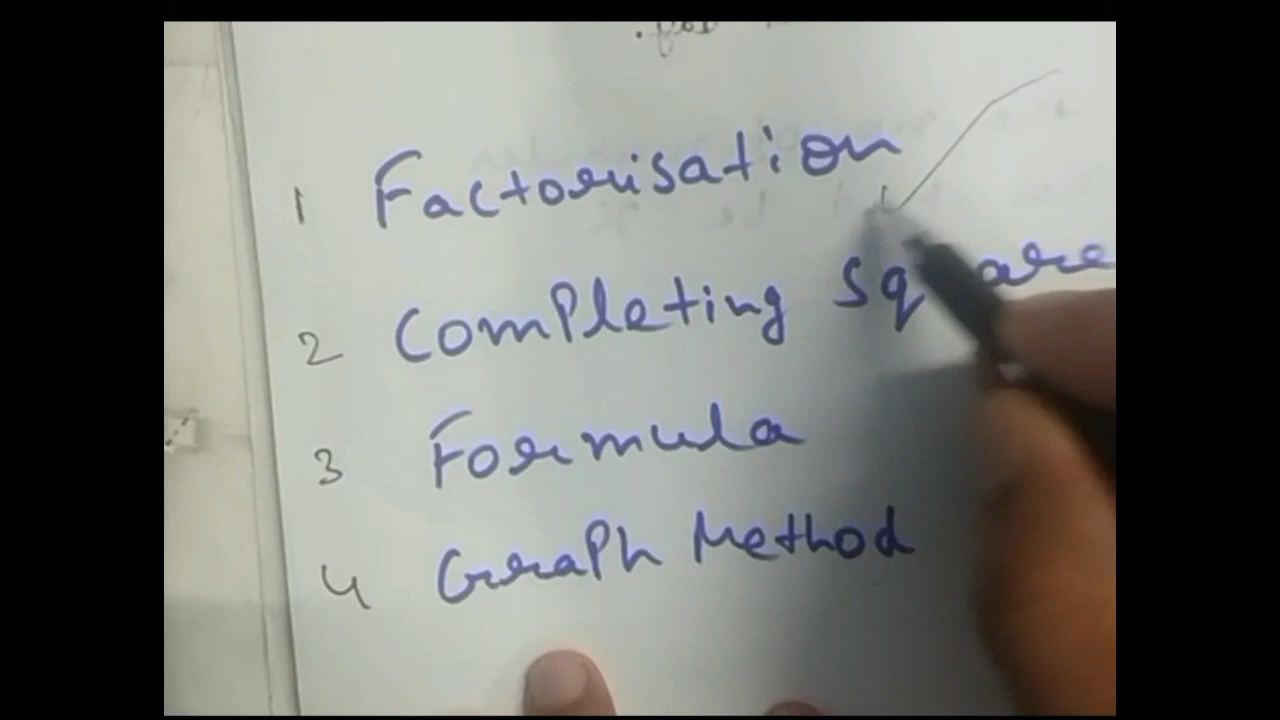 1 Factorisation
2 Completing Square
3 Formula
4 Graph Method